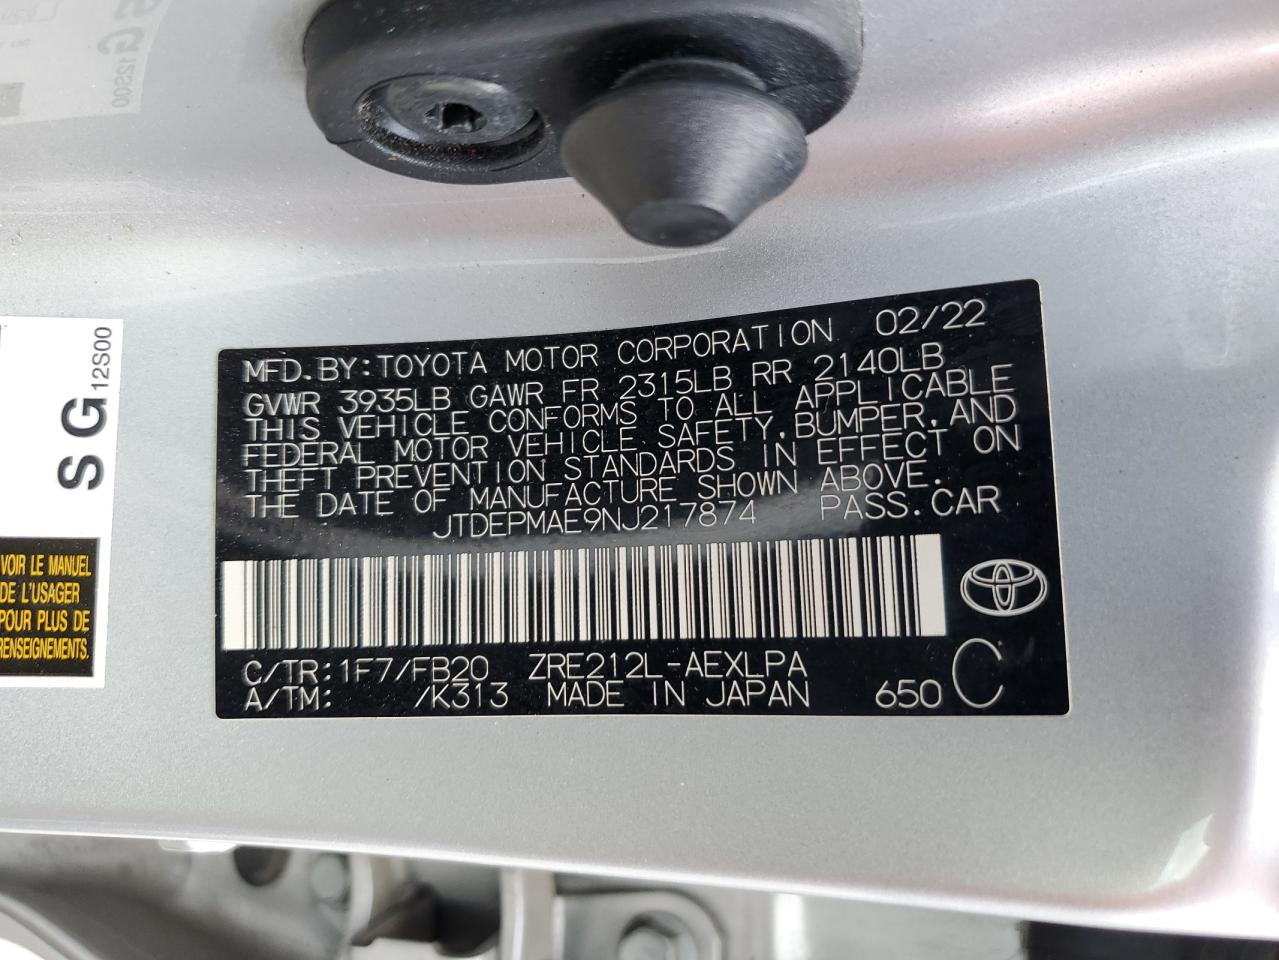 S G 12S00
MFD.BY:TOYOTA MOTOR CORPORATION 02/22
GVWR 3935LB GAWR FR 2315LB RR 2140LB
THIS VEHICLE CONFORMS TO ALL APPLICABLE
FEDERAL MOTOR VEHICLE SAFETY,BUMPER,AND
THEFT PREVENTION STANDARDS IN EFFECT ON
THE DATE OF MANUFACTURE SHOWN ABOVE.
JTDEPMAE9NJ217874 PASS.CAR
C/TR:1F7/FB20 ZRE212L-AEXLPA
A/TM: /K313 MADE IN JAPAN 650 C
SG12S00
VOIR LE MANUEL
DE L'USAGER
POUR PLUS DE
RENSEIGNEMENTS.